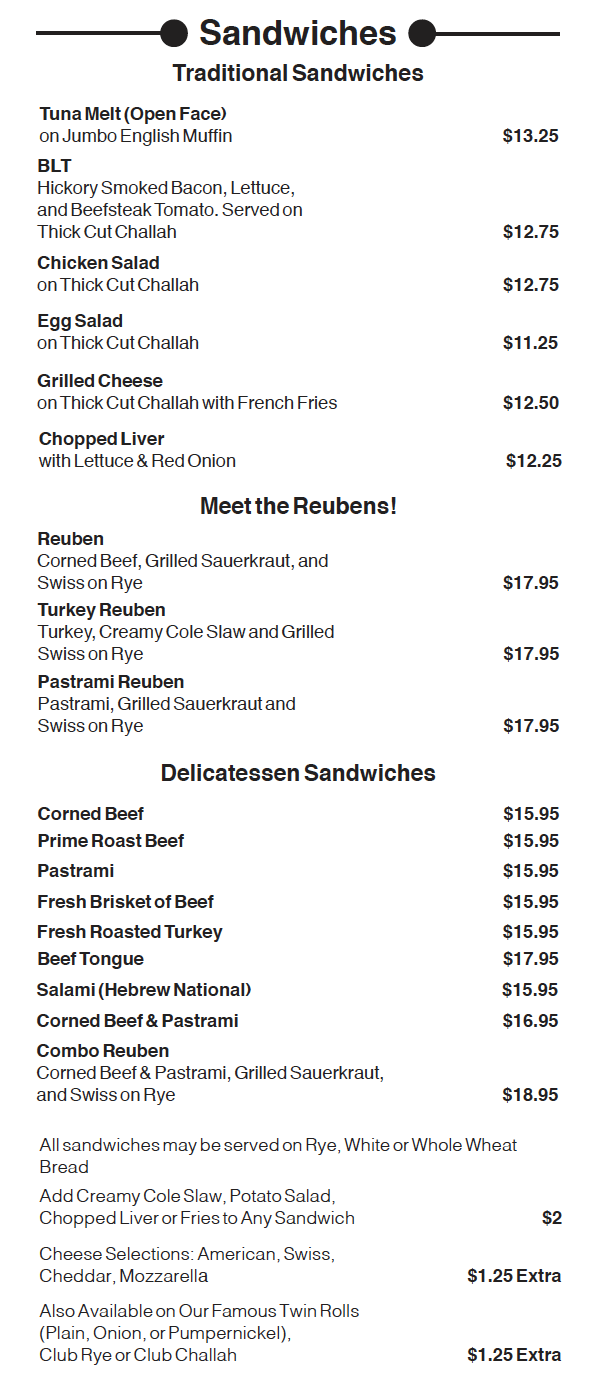 Sandwiches
Traditional Sandwiches
Tuna Melt (Open Face)
on Jumbo English Muffin $13.25
BLT
Hickory Smoked Bacon, Lettuce,
and Beefsteak Tomato. Served on
Thick Cut Challah $12.75
Chicken Salad
on Thick Cut Challah $12.75
Egg Salad
on Thick Cut Challah $11.25
Grilled Cheese
on Thick Cut Challah with French Fries $12.50
Chopped Liver
with Lettuce & Red Onion $12.25
Meet the Reubens!
Reuben
Corned Beef, Grilled Sauerkraut, and
Swiss on Rye $17.95
Turkey Reuben
Turkey, Creamy Cole Slaw and Grilled
Swiss on Rye $17.95
Pastrami Reuben
Pastrami, Grilled Sauerkraut and
Swiss on Rye $17.95
Delicatessen Sandwiches
Corned Beef $15.95
Prime Roast Beef $15.95
Pastrami $15.95
Fresh Brisket of Beef $15.95
Fresh Roasted Turkey $15.95
Beef Tongue $17.95
Salami (Hebrew National) $15.95
Corned Beef & Pastrami $16.95
Combo Reuben
Corned Beef & Pastrami, Grilled Sauerkraut,
and Swiss on Rye $18.95
All sandwiches may be served on Rye, White or Whole Wheat
Bread
Add Creamy Cole Slaw, Potato Salad,
Chopped Liver or Fries to Any Sandwich $2
Cheese Selections: American, Swiss,
Cheddar, Mozzarella $1.25 Extra
Also Available on Our Famous Twin Rolls
(Plain, Onion, or Pumpernickel),
Club Rye or Club Challah $1.25 Extra